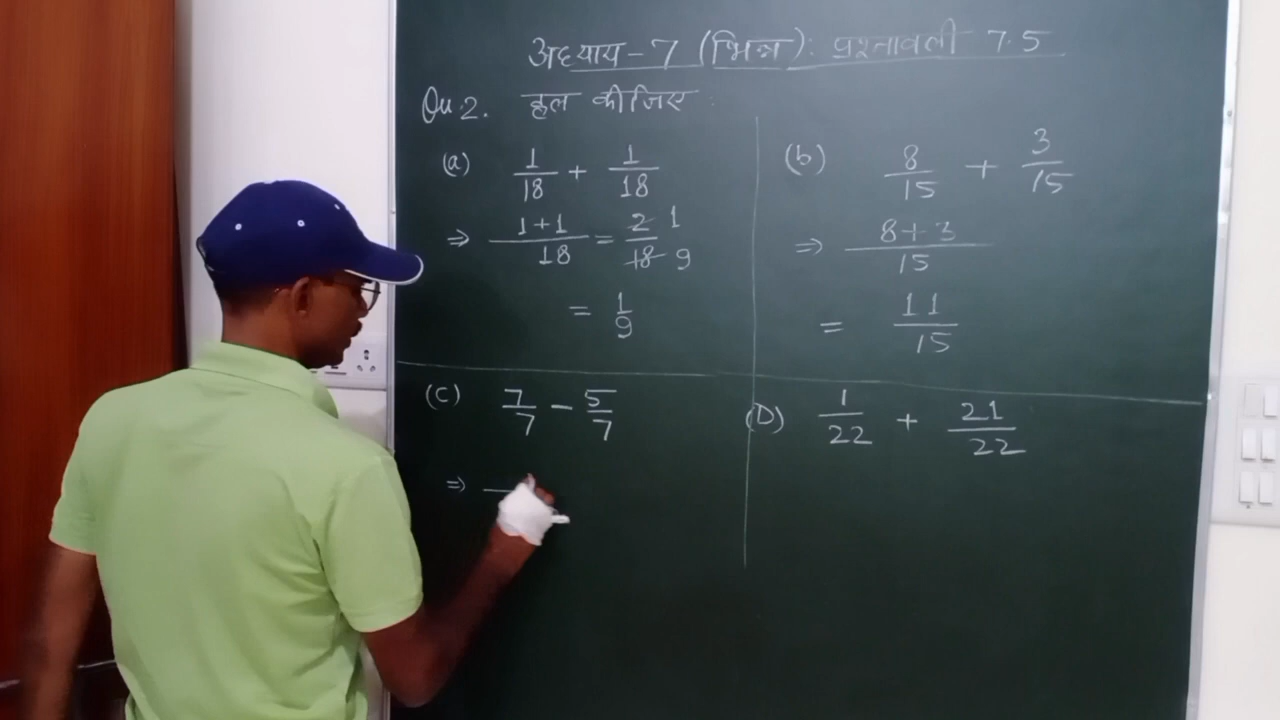 अध्याय-7 (भिन्न): प्रश्नावली 7.5
Qu.2. हल कीजिए :
(a) 1/18 + 1/18
⇒ 1+1/18 = 2/18 1/9
= 1/9
(b) 8/15 + 3/15
⇒ 8+3/15
= 11/15
(C) 7/7 - 5/7
⇒
(D) 1/22 + 21/22